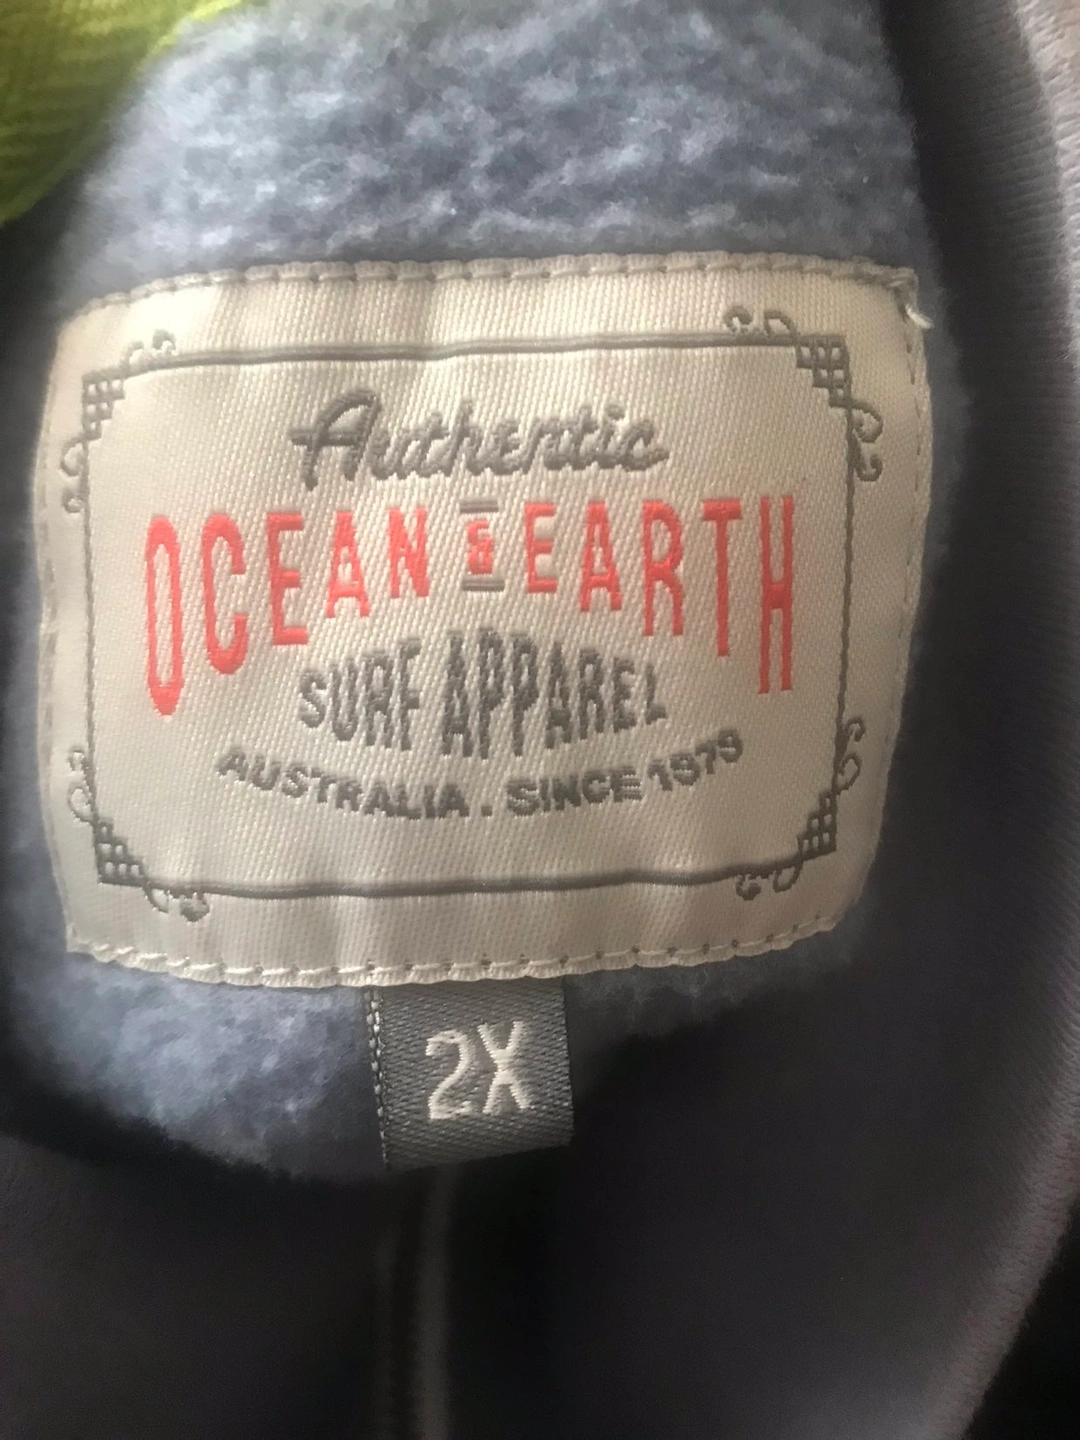 Authentic
OCEAN & EARTH
SURF APPAREL
AUSTRALIA . SINCE 1979
2X